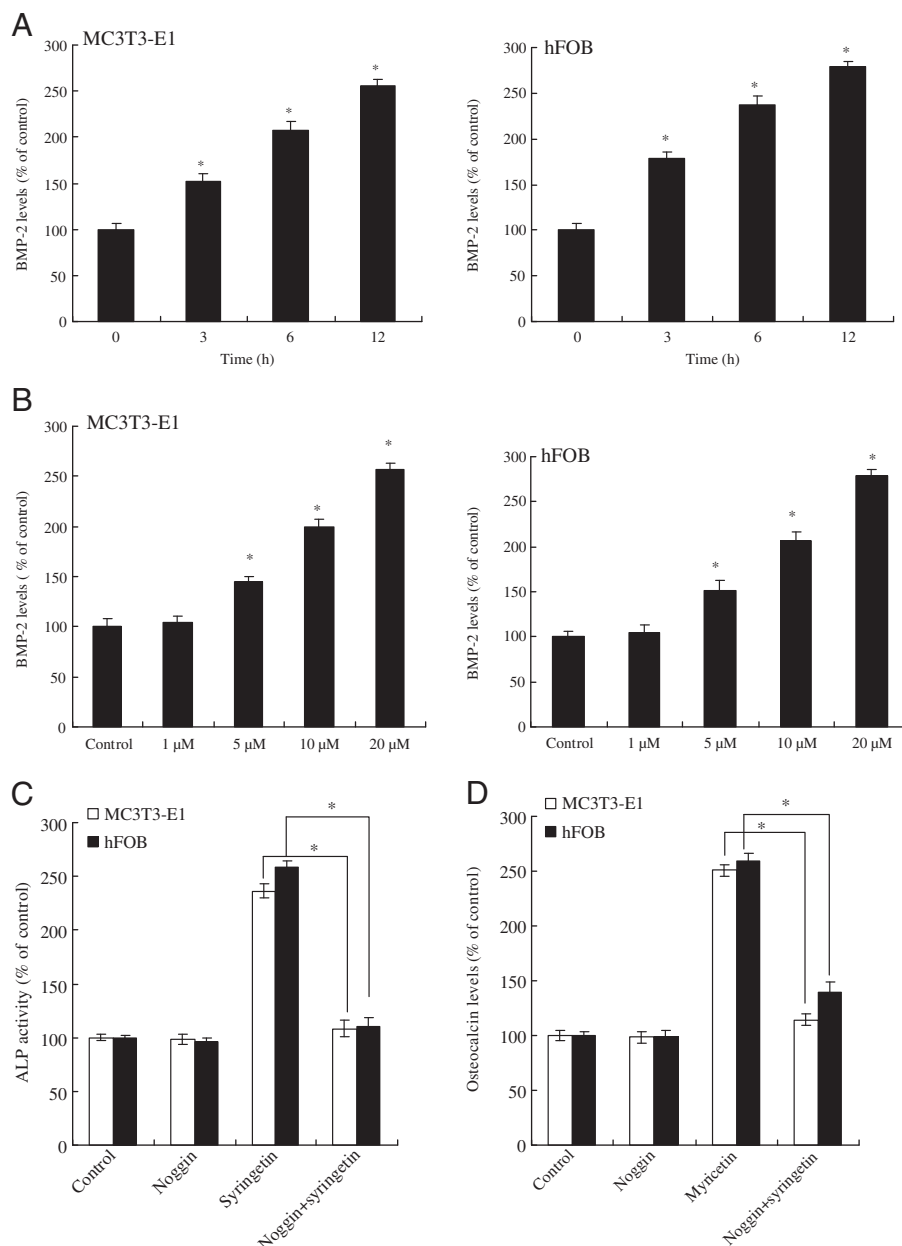 A
MC3T3-E1
BMP-2 levels (% of control)
300
250
200
150
100
50
0
*
*
*
0 3 6 12
Time (h)
hFOB
BMP-2 levels (% of control)
300
250
200
150
100
50
0
*
*
*
0 3 6 12
Time (h)
B
MC3T3-E1
BMP-2 levels ( % of control)
300
250
200
150
100
50
0
*
*
*
Control 1 μM 5 μM 10 μM 20 μM
hFOB
BMP-2 levels (% of control)
300
250
200
150
100
50
0
*
*
*
Control 1 μM 5 μM 10 μM 20 μM
C
MC3T3-E1
hFOB
ALP activity (% of control)
300
250
200
150
100
50
0
*
*
Control
Noggin
Syringetin
Noggin+syringetin
D
MC3T3-E1
hFOB
Osteocalcin levels (% of control)
300
250
200
150
100
50
0
*
*
Control
Noggin
Myricetin
Noggin+syringetin